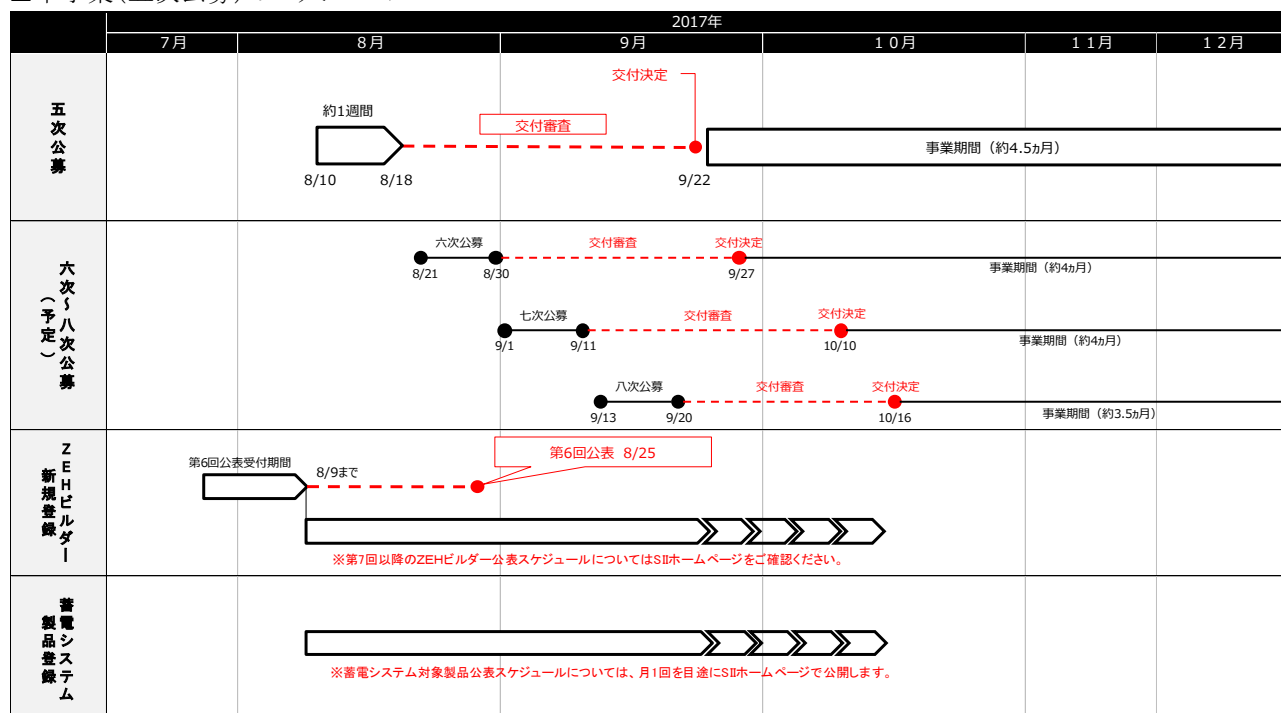 2017年
7月 8月 9月 10月 11月 12月
五次公募
約1週間
交付審査
交付決定
事業期間（約4.5ヵ月）
8/10 8/18 9/22
六次～八次公募
（予定）
六次公募 交付審査 交付決定
8/21 8/30 9/27
事業期間（約4ヵ月）
七次公募 交付審査 交付決定
9/1 9/11 10/10
事業期間（約4ヵ月）
八次公募 交付審査 交付決定
9/13 9/20 10/16
事業期間（約3.5ヵ月）
ZEHビルダー
新規登録
第6回公表受付期間
8/9まで
第6回公表 8/25
※第7回以降のZEHビルダー公表スケジュールについてはSIIホームページをご確認ください。
蓄電システム
製品登録
※蓄電システム対象製品公表スケジュールについては、月1回を目途にSIIホームページで公開します。